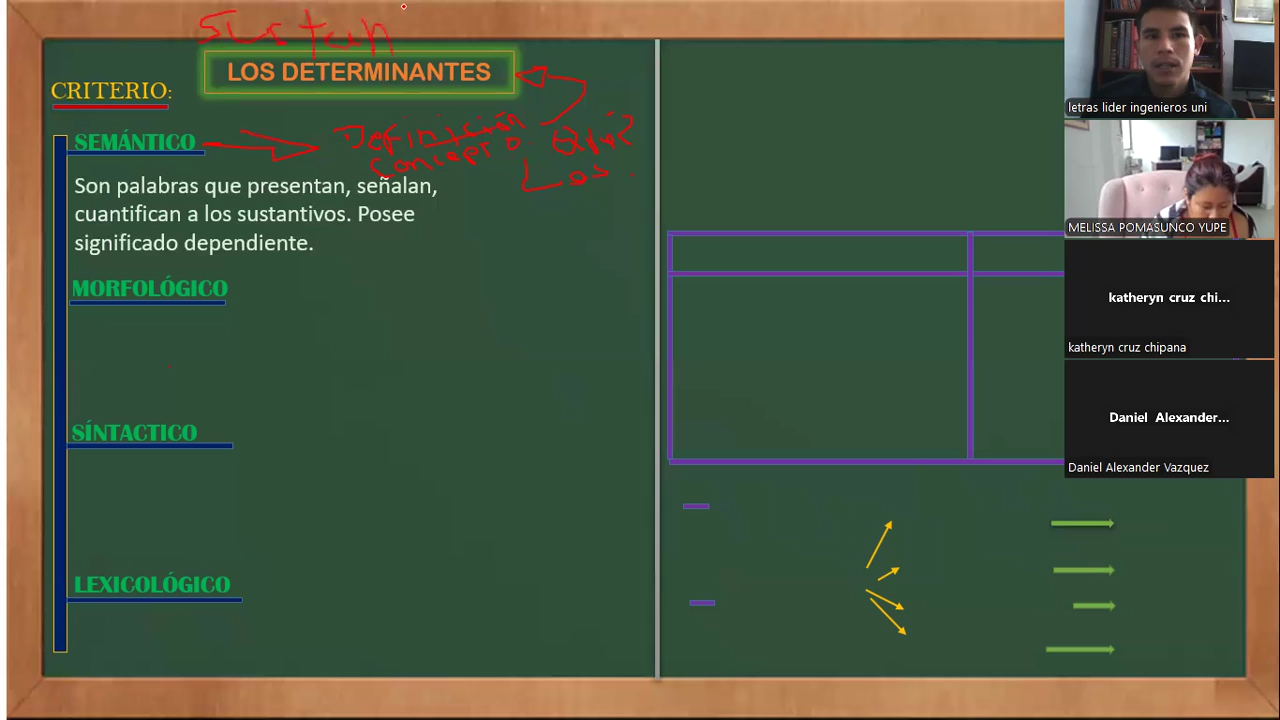 Sustan
LOS DETERMINANTES
CRITERIO:
SEMÁNTICO
Definición
concepto
Qué?
Los
Son palabras que presentan, señalan,
cuantifican a los sustantivos. Posee
significado dependiente.
MORFOLÓGICO
SÍNTACTICO
LEXICOLÓGICO
letras lider ingenieros uni
MELISSA POMASUNCO YUPE
katheryn cruz chi...
katheryn cruz chipana
Daniel Alexander...
Daniel Alexander Vazquez